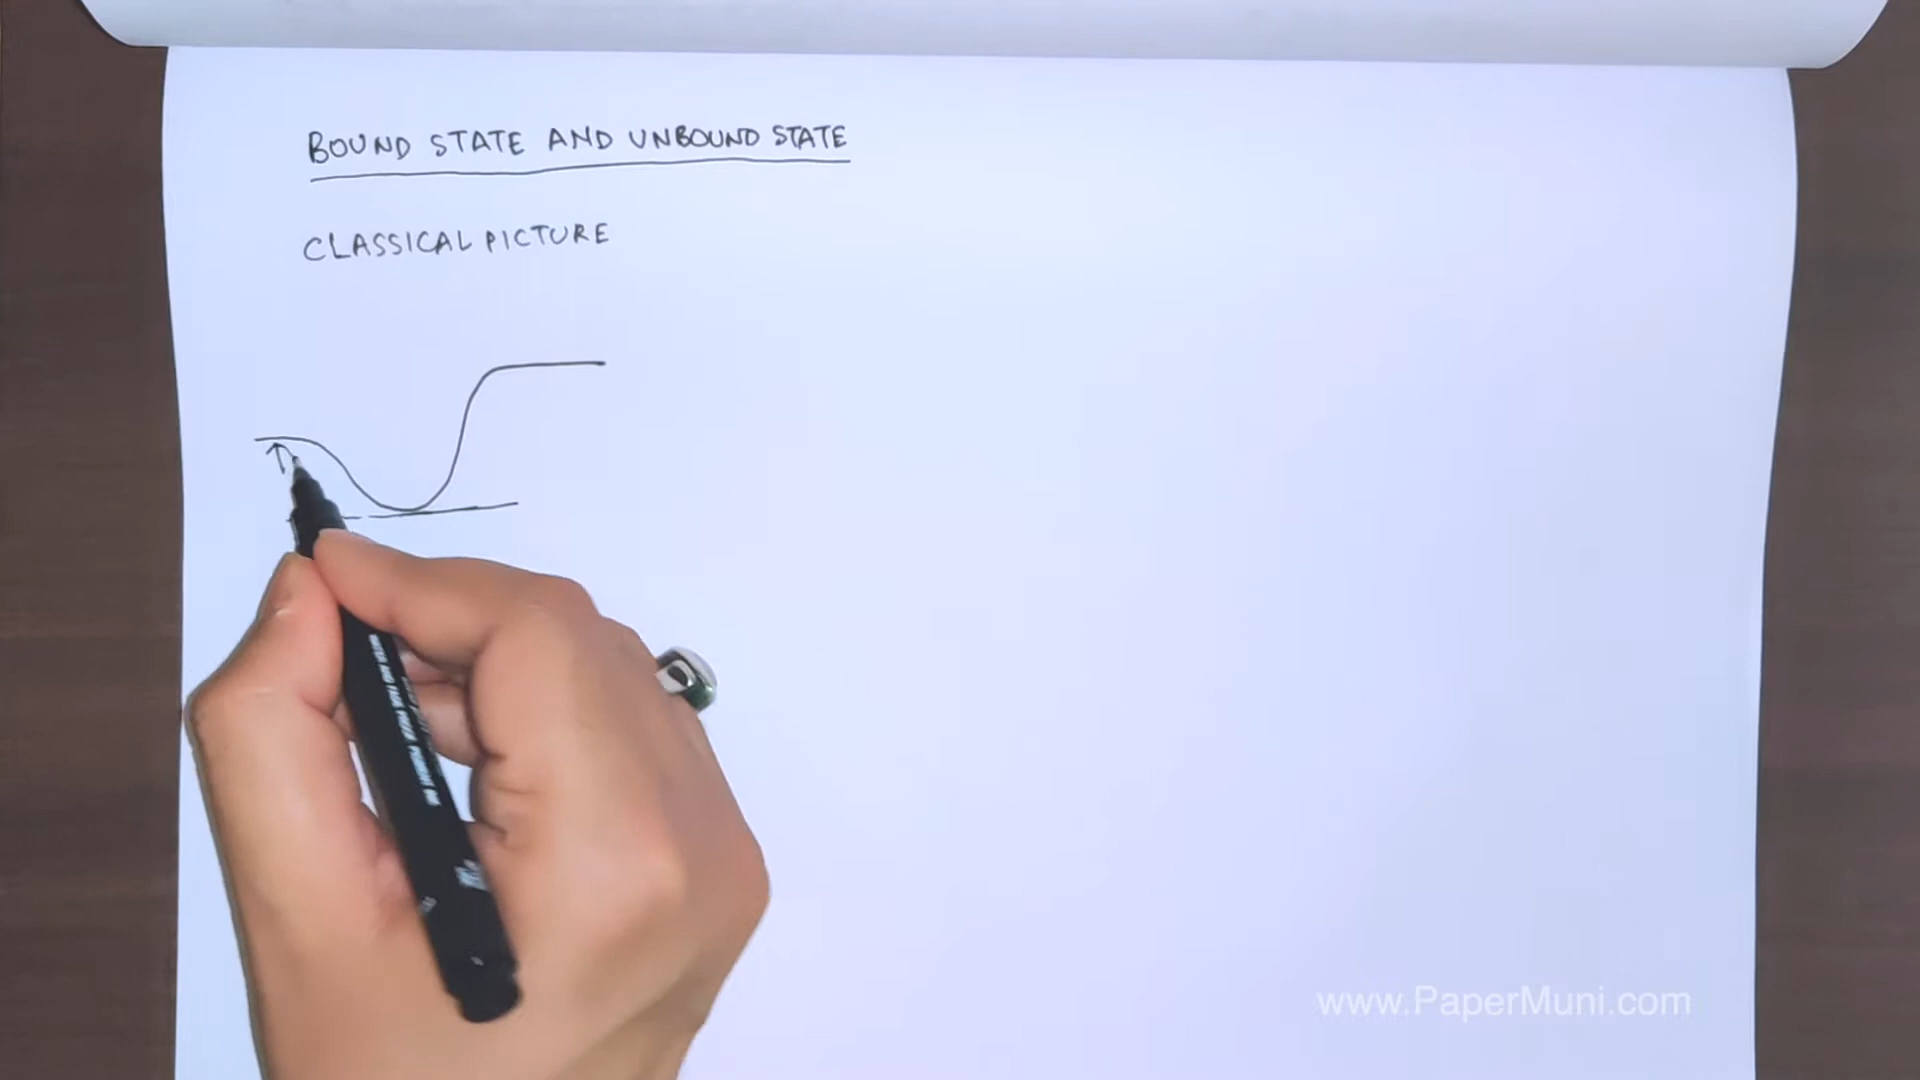 BOUND STATE AND UNBOUND STATE
CLASSICAL PICTURE
www.PaperMuni.com